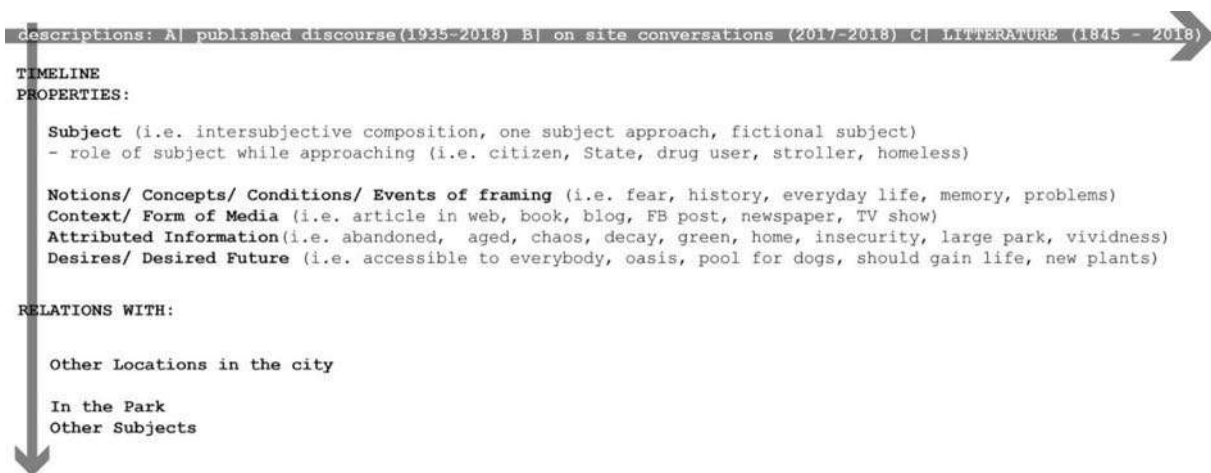 descriptions: A| published discourse(1935-2018) B| on site conversations (2017-2018) C| LITTERATURE (1845 - 2018)
TIMELINE
PROPERTIES:
Subject (i.e. intersubjective composition, one subject approach, fictional subject)
- role of subject while approaching (i.e. citizen, State, drug user, stroller, homeless)
Notions/ Concepts/ Conditions/ Events of framing (i.e. fear, history, everyday life, memory, problems)
Context/ Form of Media (i.e. article in web, book, blog, FB post, newspaper, TV show)
Attributed Information(i.e. abandoned, aged, chaos, decay, green, home, insecurity, large park, vividness)
Desires/ Desired Future (i.e. accessible to everybody, oasis, pool for dogs, should gain life, new plants)
RELATIONS WITH:
Other Locations in the city
In the Park
Other Subjects